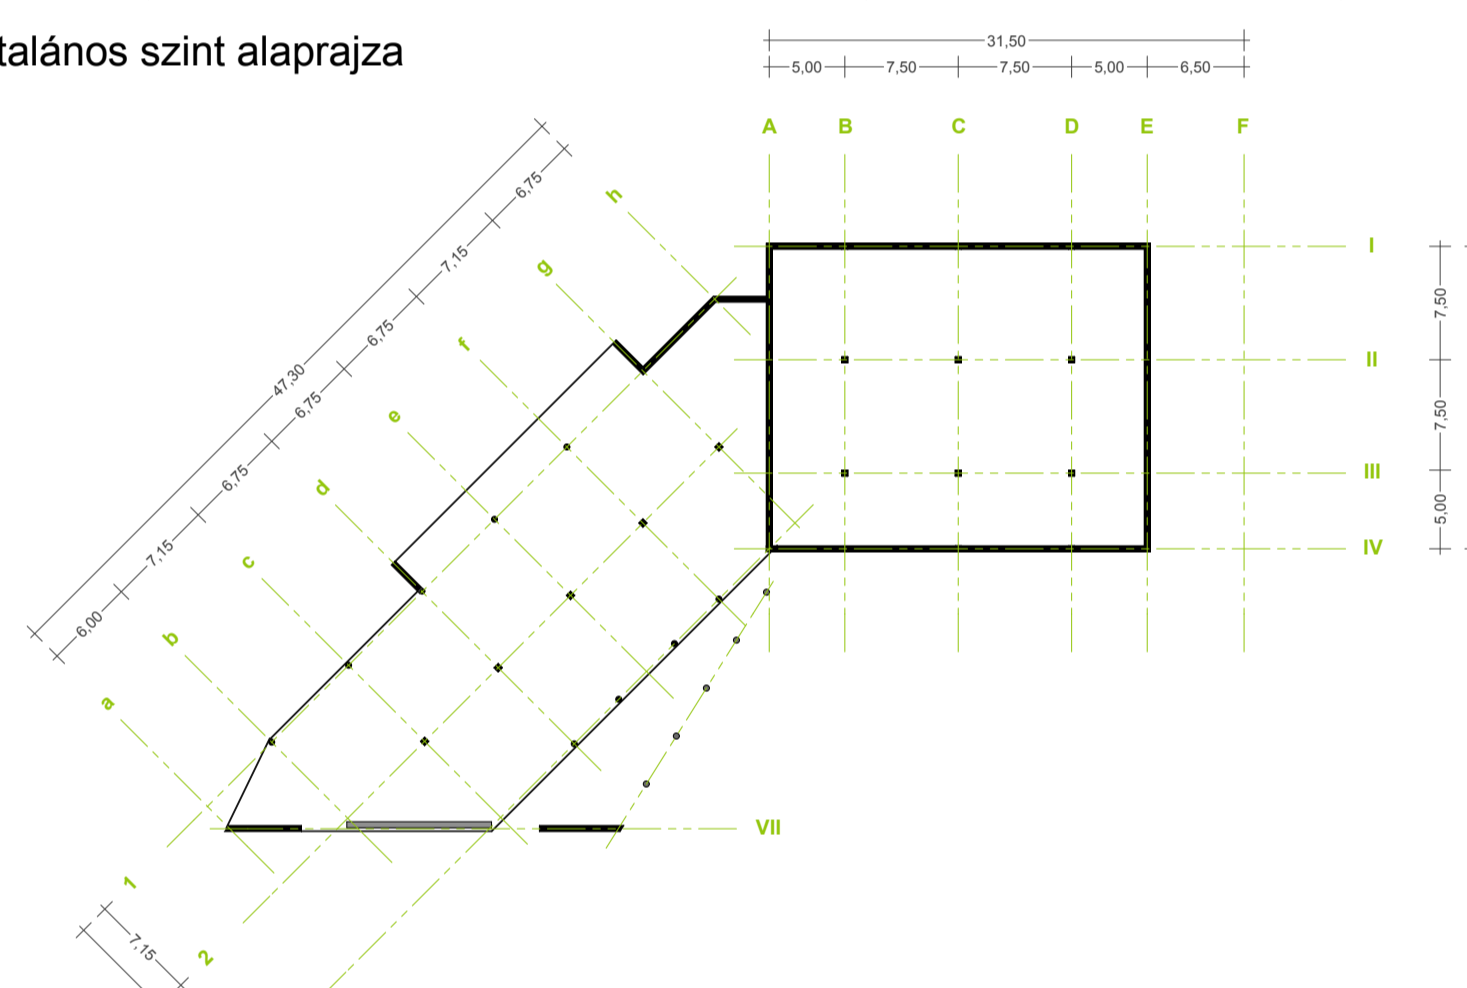 talános szint alaprajza
31,50
5,00 7,50 7,50 5,00 6,50
A B C D E F
47,30
6,00 7,15 6,75 6,75 6,75 7,15 6,75
a b c d e f g h
I
II
III
IV
VII
7,50
7,50
5,00
1
2
7,15